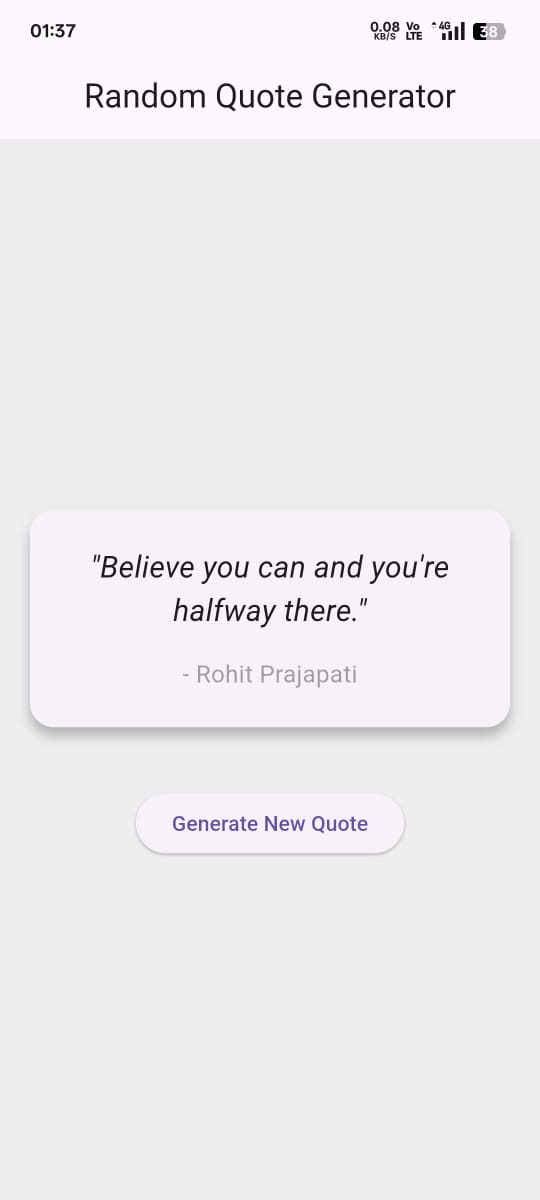 01:37
0.08 KB/S Vo LTE 4G 38
Random Quote Generator
"Believe you can and you're
halfway there."
- Rohit Prajapati
Generate New Quote